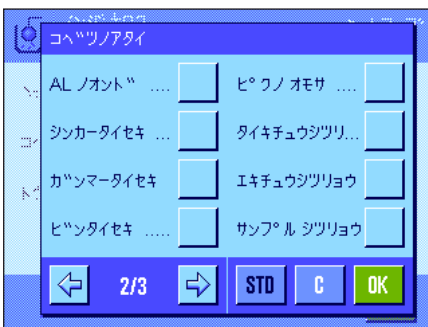 コベツノアタイ
ALノオンド ....
ピクノオモサ ....
シンカータイセキ ...
タイキチュウシツリ...
ガンマータイセキ
エキチュウシツリョウ
ビンタイセキ .....
サンプルシツリョウ
2/3
STD
C
OK